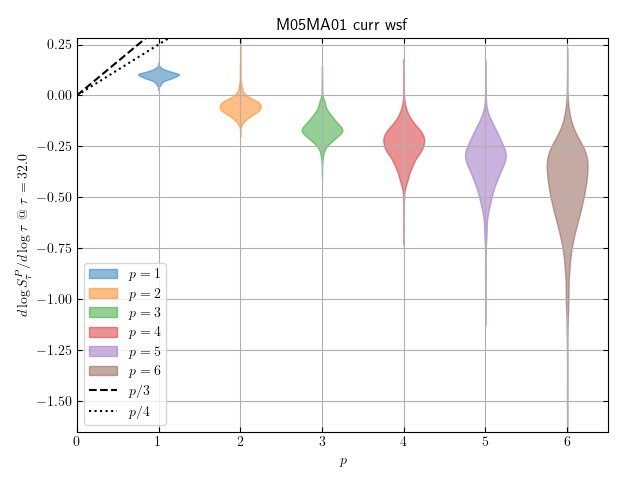 M05MA01 curr wsf
d log S_τ^p / d log τ @ τ = 32.0
0.25
0.00
−0.25
−0.50
−0.75
−1.00
−1.25
−1.50
p = 1
p = 2
p = 3
p = 4
p = 5
p = 6
p/3
p/4
0 1 2 3 4 5 6
p